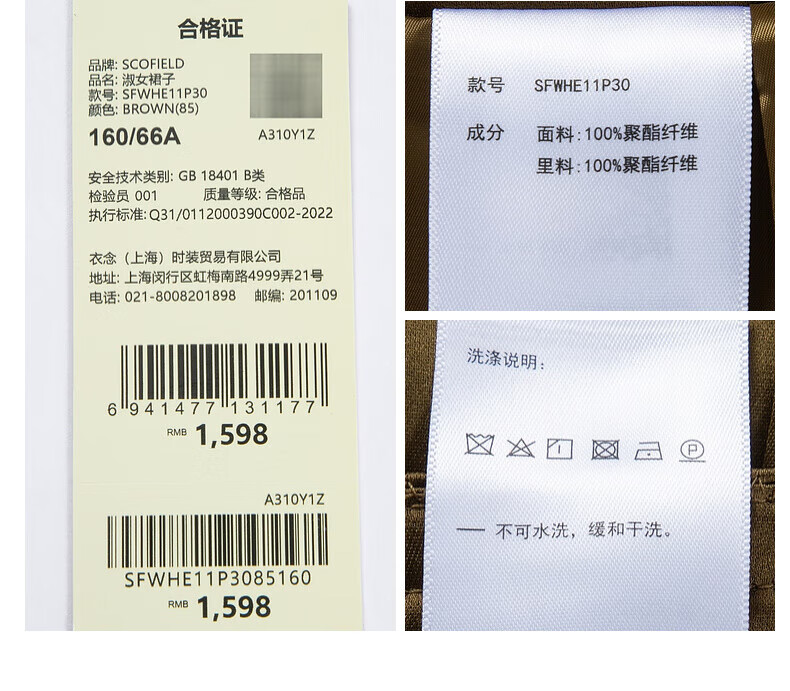 合格证
品牌: SCOFIELD
品名: 淑女裙子
款号: SFWHE11P30
颜色: BROWN(85)
160/66A
A310Y1Z
安全技术类别: GB 18401 B类
检验员 001 质量等级: 合格品
执行标准: Q31/0112000390C002-2022
衣念（上海）时装贸易有限公司
地址: 上海闵行区虹梅南路4999弄21号
电话: 021-8008201898 邮编: 201109
6 941477 131177
RMB 1,598
A310Y1Z
SFWHE11P3085160
RMB 1,598
款号 SFWHE11P30
成分 面料:100%聚酯纤维
里料:100%聚酯纤维
洗涤说明:
P
— 不可水洗，缓和干洗。